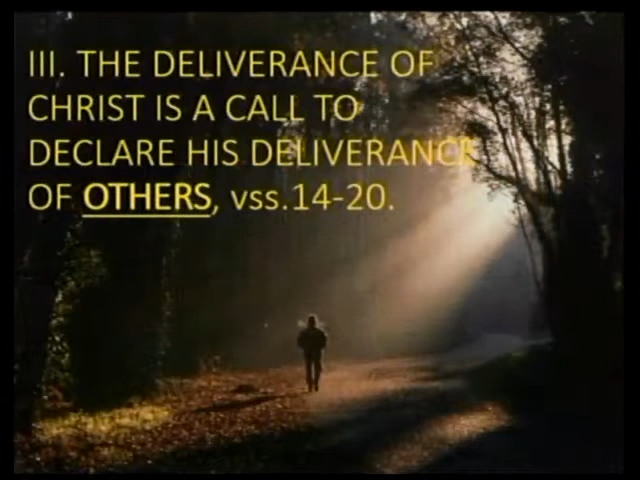 III. THE DELIVERANCE OF
CHRIST IS A CALL TO
DECLARE HIS DELIVERANCE
OF OTHERS, vss.14-20.